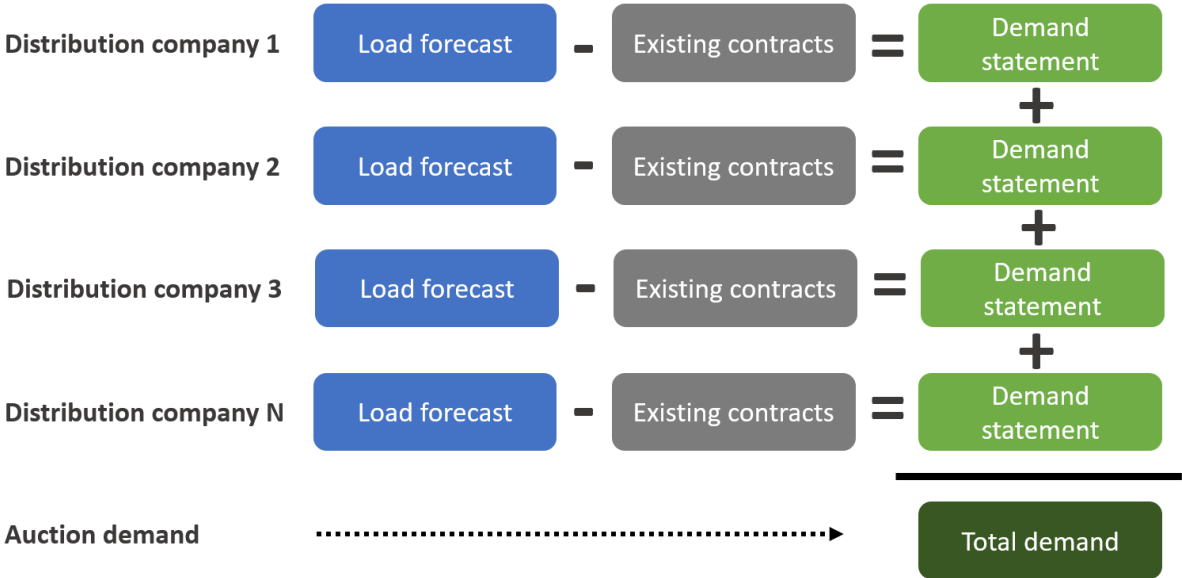 Distribution company 1 Load forecast - Existing contracts = Demand statement
+
Distribution company 2 Load forecast - Existing contracts = Demand statement
+
Distribution company 3 Load forecast - Existing contracts = Demand statement
+
Distribution company N Load forecast - Existing contracts = Demand statement
Auction demand Total demand